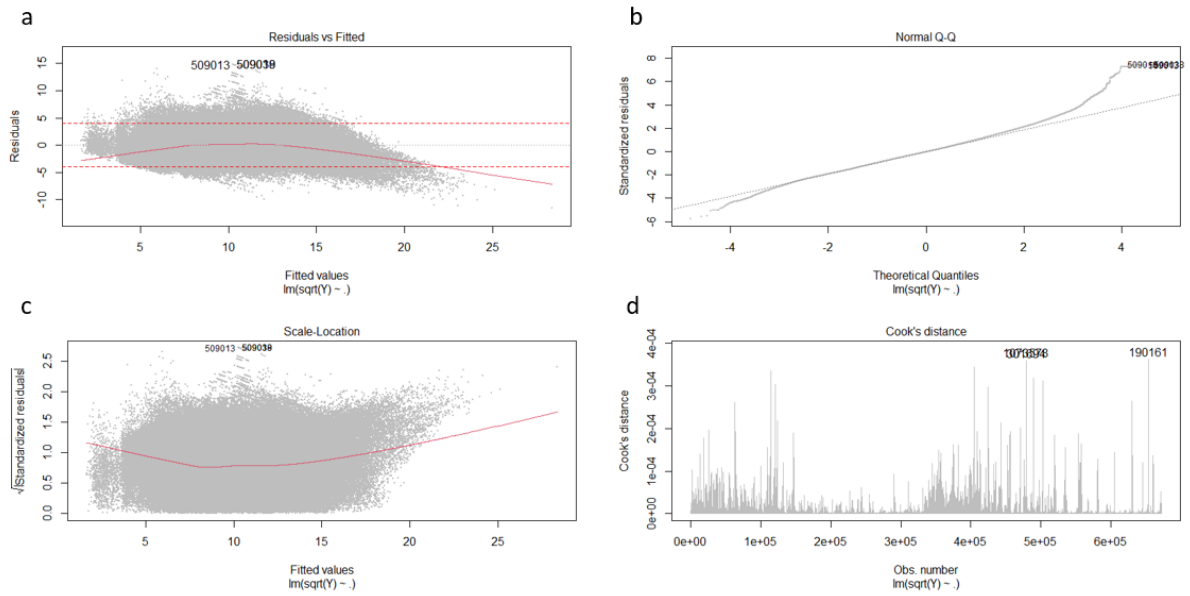 a
Residuals vs Fitted
Residuals
15
10
5
0
-5
-10
509013
5
10
15
20
25
Fitted values
lm(sqrt(Y) ~ .)
b
Normal Q-Q
Standardized residuals
8
6
4
2
0
-2
-4
-6
-4
-2
0
2
4
Theoretical Quantiles
lm(sqrt(Y) ~ .)
c
Scale-Location
√|Standardized residuals|
2.5
2.0
1.5
1.0
0.5
0.0
509013
5
10
15
20
25
Fitted values
lm(sqrt(Y) ~ .)
d
Cook's distance
Cook's distance
4e-04
3e-04
2e-04
1e-04
0e+00
190161
0e+00
1e+05
2e+05
3e+05
4e+05
5e+05
6e+05
Obs. number
lm(sqrt(Y) ~ .)